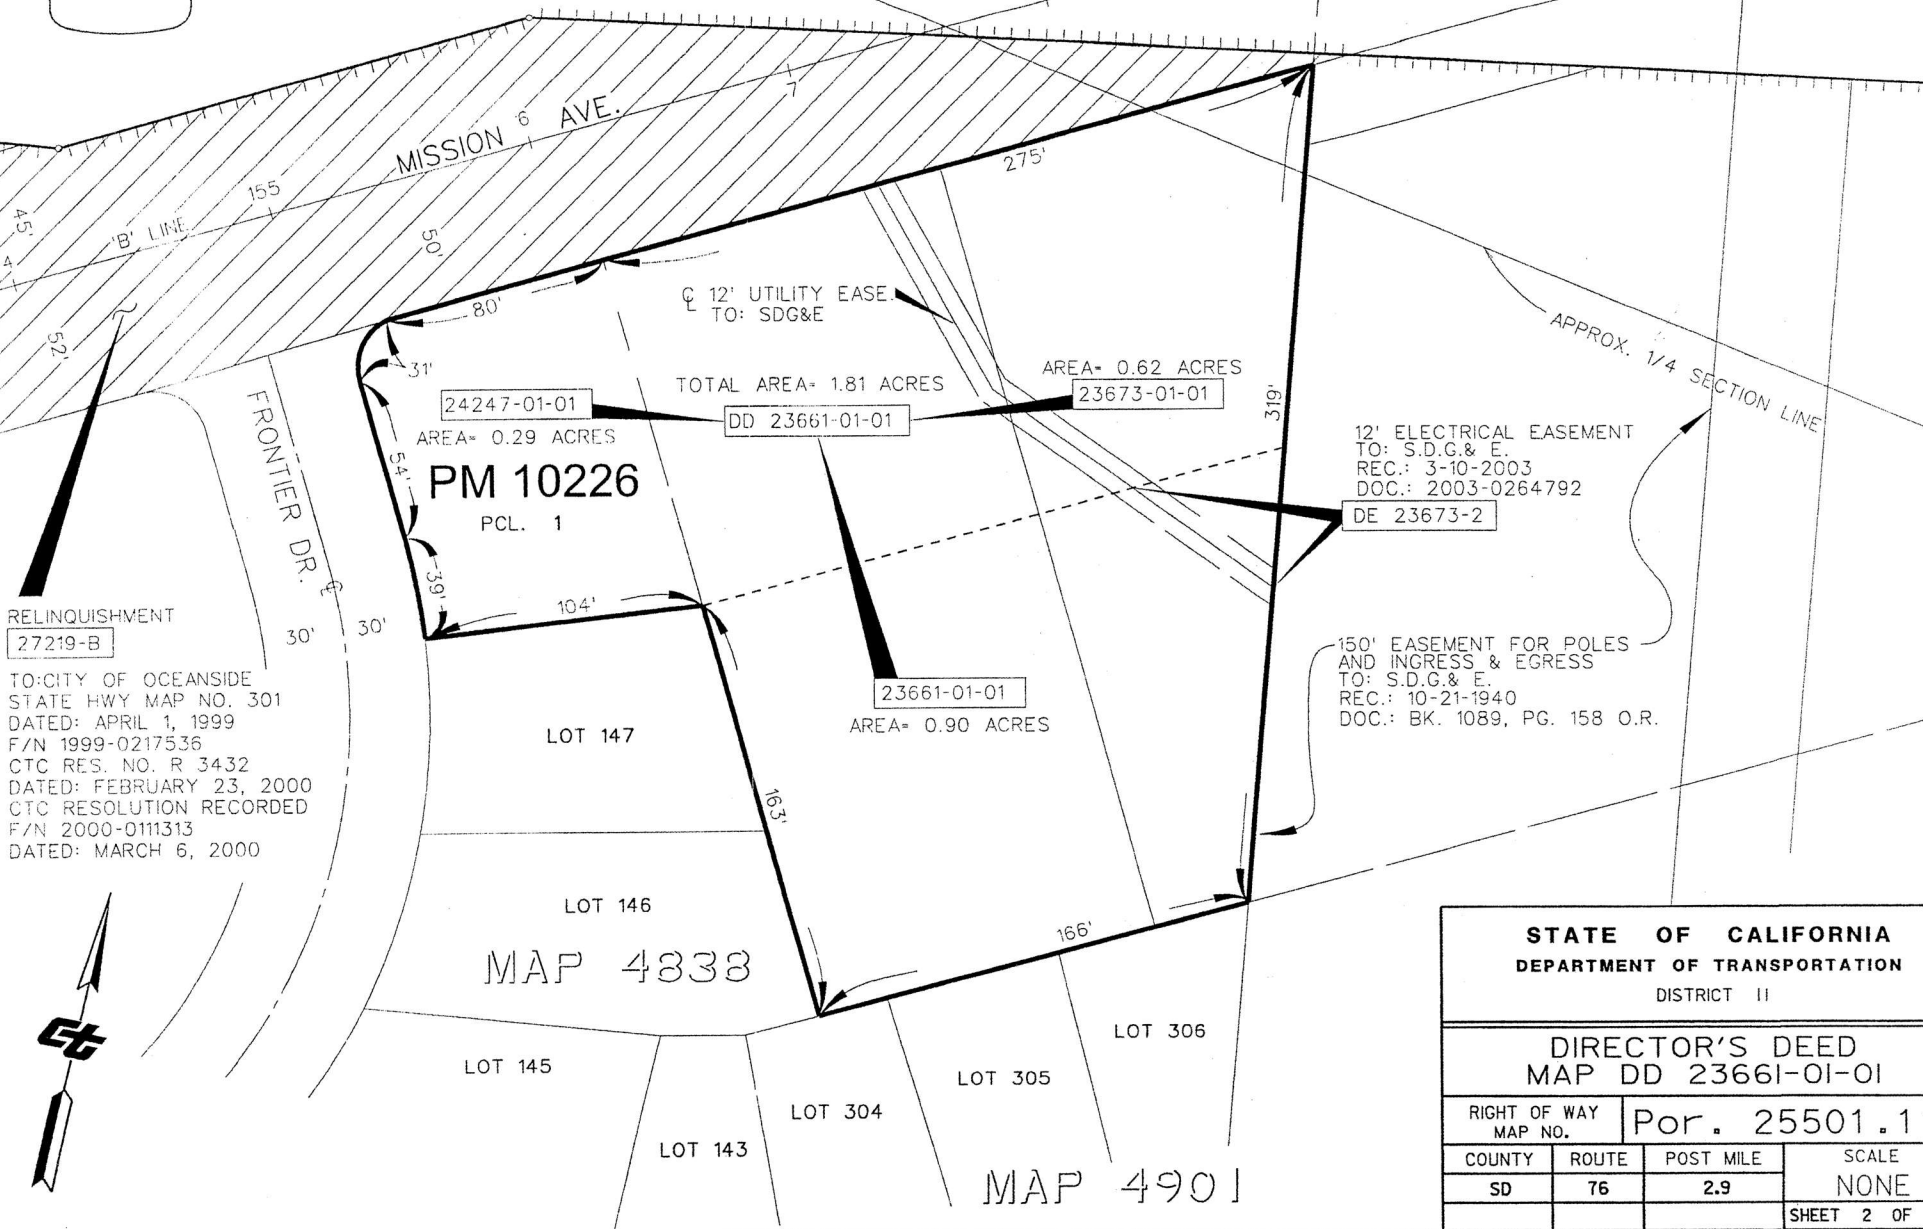 MISSION AVE.
6
7
155
'B' LINE
4
45'
50'
52'
275'
80'
31'
54'
39'
104'
163'
166'
319'
℄ 12' UTILITY EASE.
TO: SDG&E
TOTAL AREA= 1.81 ACRES
DD 23661-01-01
24247-01-01
AREA= 0.29 ACRES
PM 10226
PCL. 1
AREA= 0.62 ACRES
23673-01-01
23661-01-01
AREA= 0.90 ACRES
12' ELECTRICAL EASEMENT
TO: S.D.G.& E.
REC.: 3-10-2003
DOC.: 2003-0264792
DE 23673-2
APPROX. 1/4 SECTION LINE
150' EASEMENT FOR POLES
AND INGRESS & EGRESS
TO: S.D.G.& E.
REC.: 10-21-1940
DOC.: BK. 1089, PG. 158 O.R.
FRONTIER DR. ℄
30'
30'
RELINQUISHMENT
27219-B
TO:CITY OF OCEANSIDE
STATE HWY MAP NO. 301
DATED: APRIL 1, 1999
F/N 1999-0217536
CTC RES. NO. R 3432
DATED: FEBRUARY 23, 2000
CTC RESOLUTION RECORDED
F/N 2000-0111313
DATED: MARCH 6, 2000
LOT 147
LOT 146
MAP 4838
LOT 145
LOT 143
LOT 304
LOT 305
LOT 306
MAP 4901
ct
STATE OF CALIFORNIA
DEPARTMENT OF TRANSPORTATION
DISTRICT 11
DIRECTOR'S DEED
MAP DD 23661-01-01
RIGHT OF WAY
MAP NO.
Por. 25501.1
COUNTY ROUTE POST MILE SCALE
SD 76 2.9 NONE
SHEET 2 OF